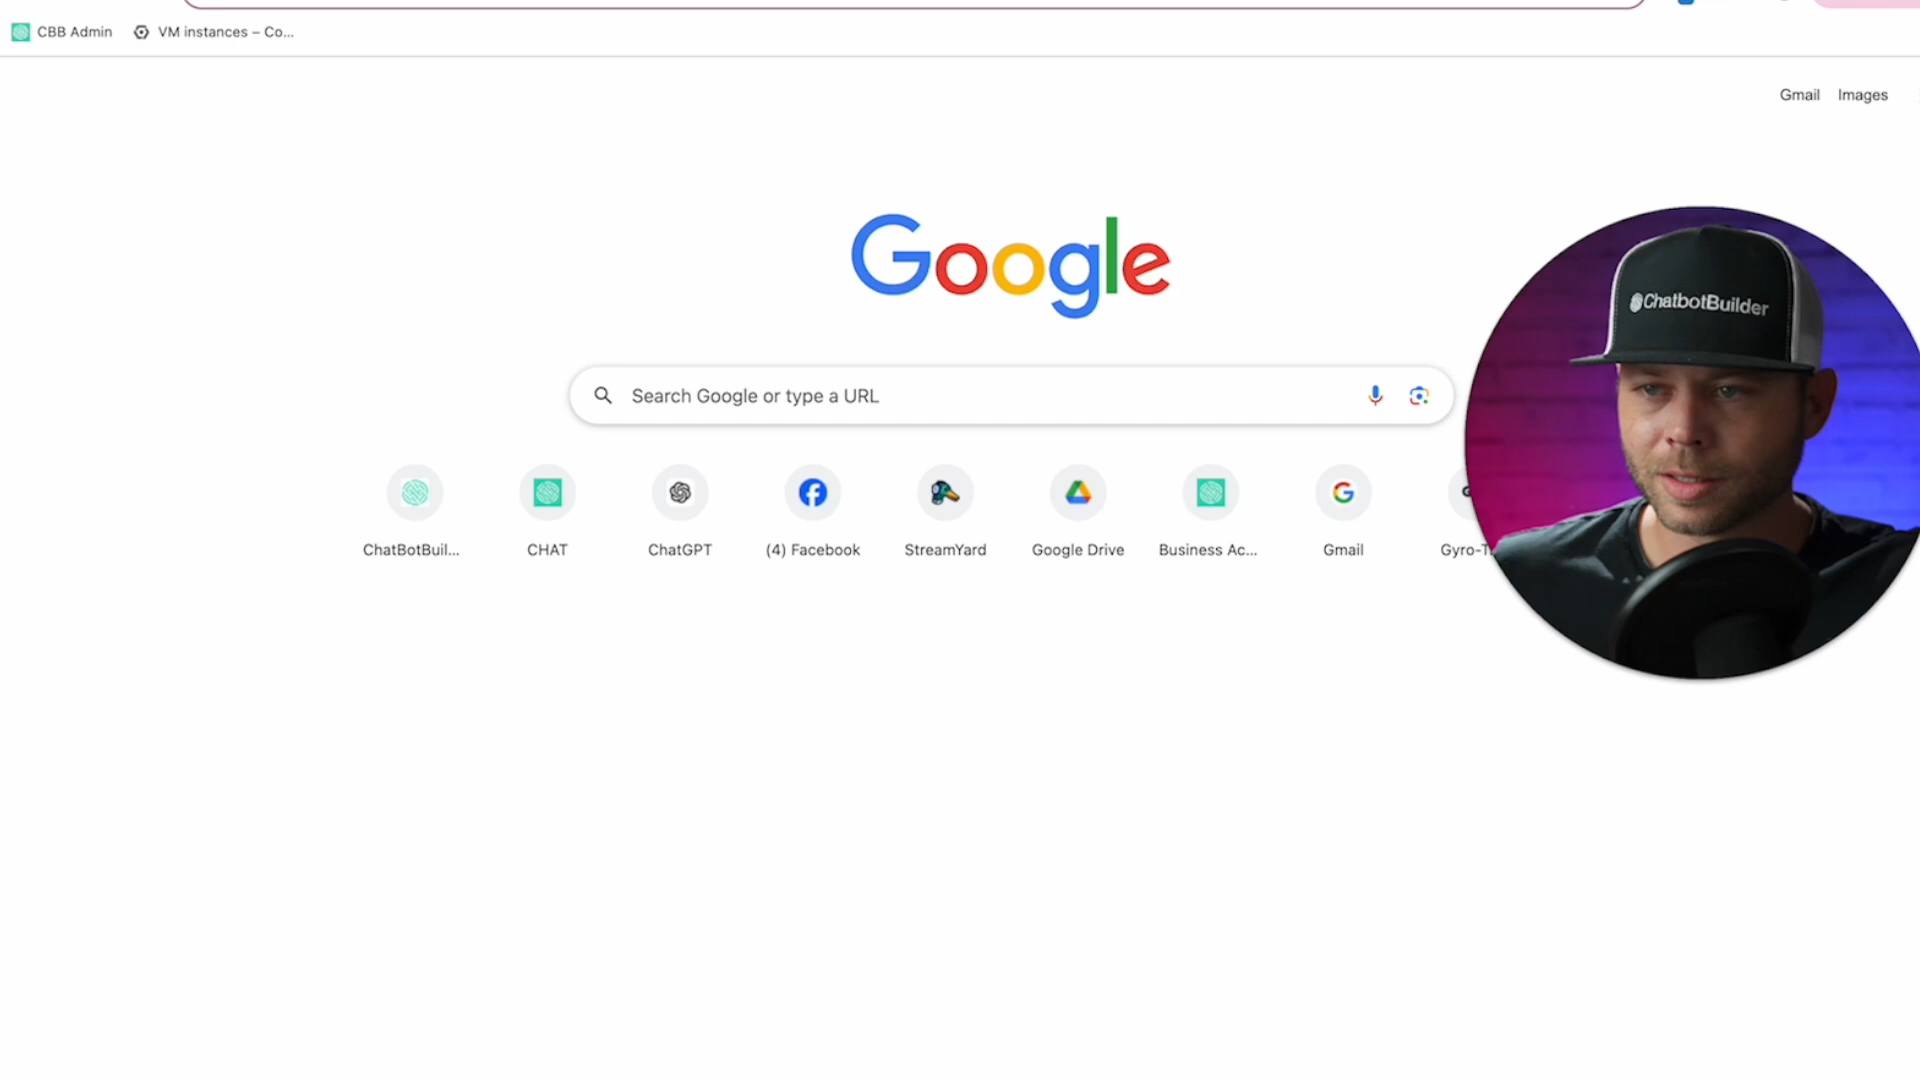 CBB Admin VM instances – Co...
Gmail Images
Google
ChatbotBuilder
Search Google or type a URL
ChatBotBuil... CHAT ChatGPT (4) Facebook StreamYard Google Drive Business Ac... Gmail Gyro-T